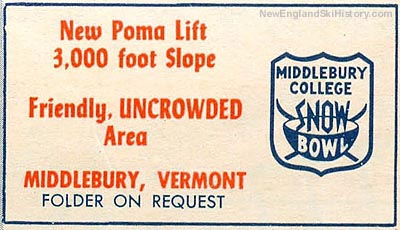 NewEnglandSkiHistory.com
New Poma Lift
3,000 foot Slope
Friendly, UNCROWDED
Area
MIDDLEBURY, VERMONT
FOLDER ON REQUEST
MIDDLEBURY
COLLEGE
SNOW
BOWL